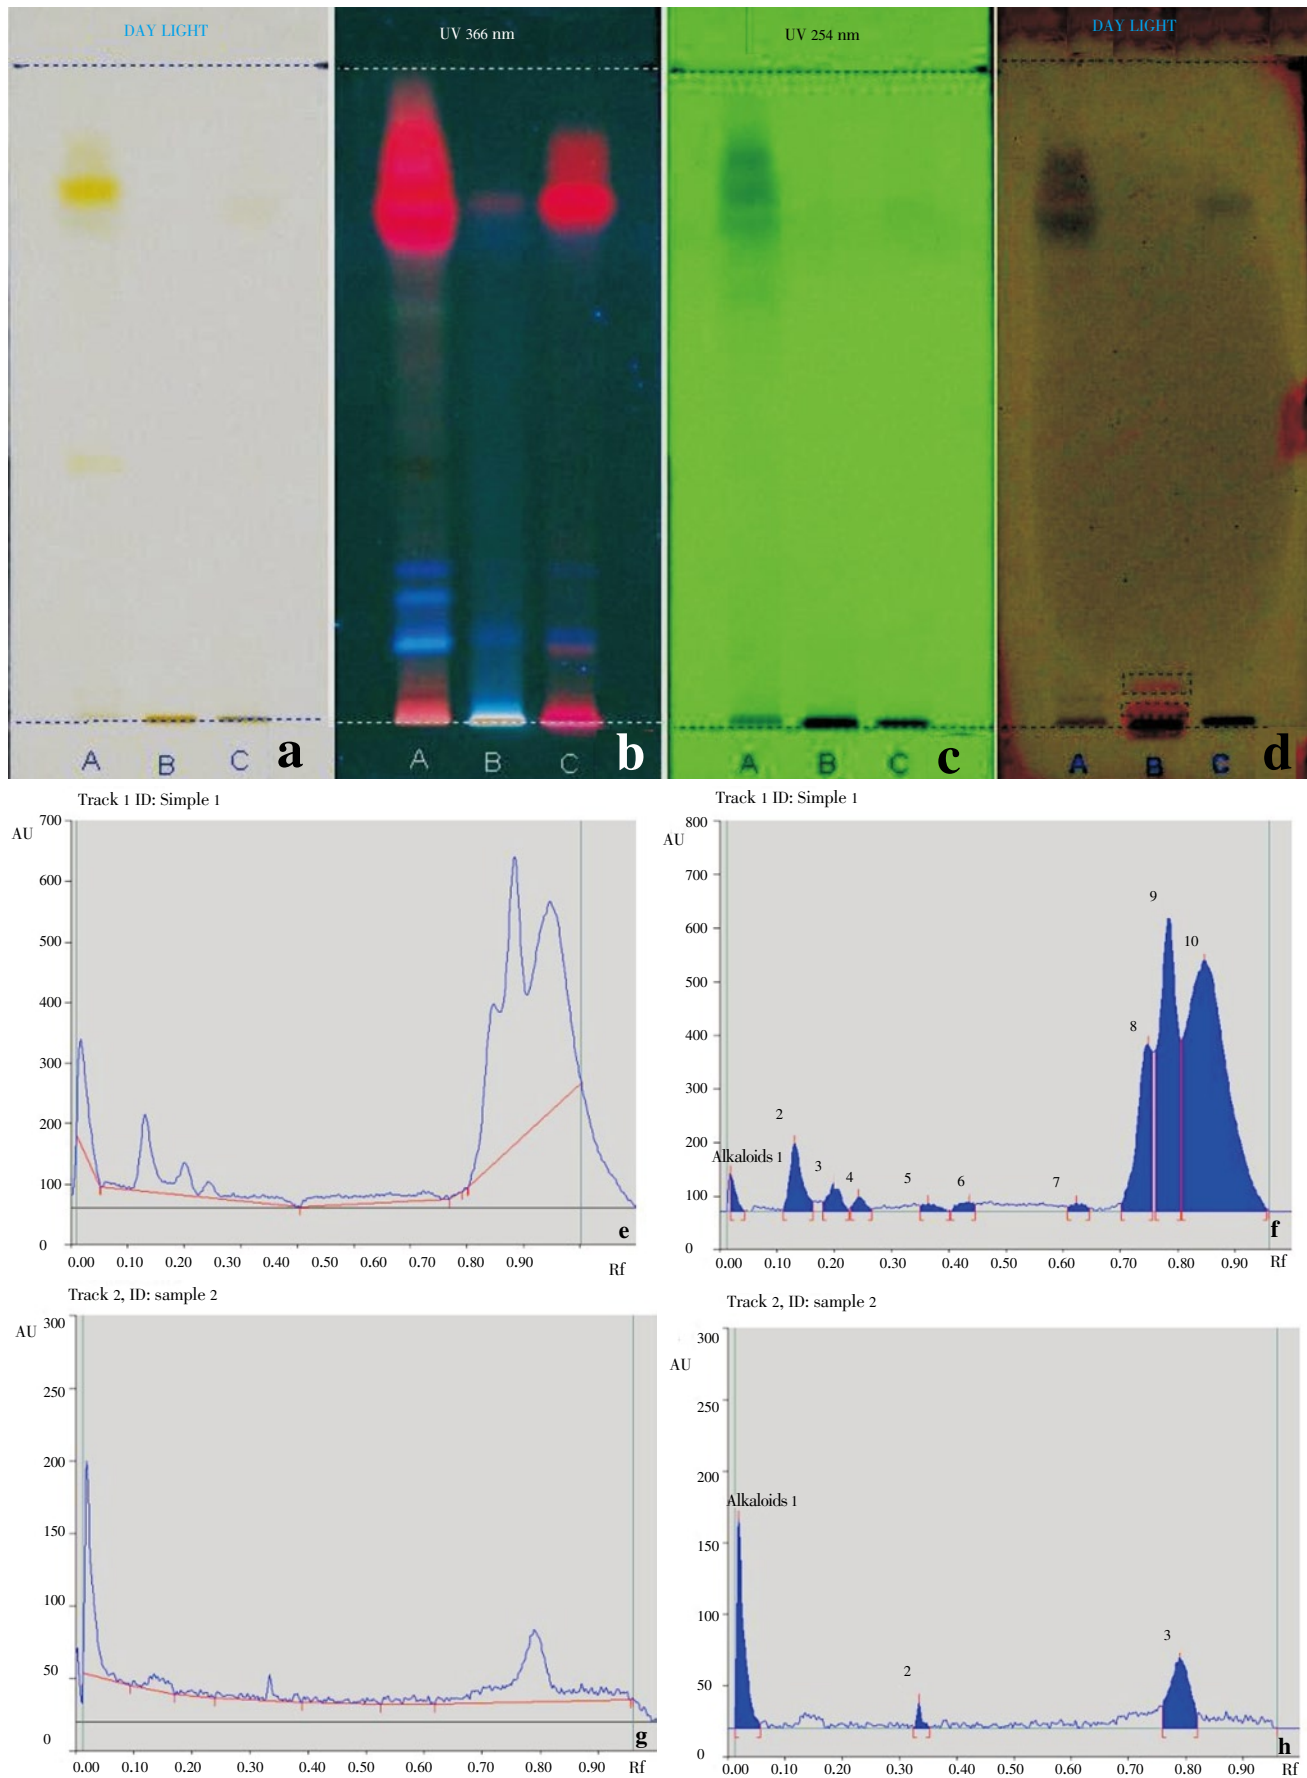 DAY LIGHT
UV 366 nm
UV 254 nm
DAY LIGHT
A B C a
A B C b
A B C c
A B C d
Track 1 ID: Simple 1
AU
700
600
500
400
300
200
100
0
0.00 0.10 0.20 0.30 0.40 0.50 0.60 0.70 0.80 0.90
Rf
e
Track 1 ID: Simple 1
AU
800
700
600
500
400
300
200
100
0
Alkaloids 1
2
3
4
5
6
7
8
9
10
0.00 0.10 0.20 0.30 0.40 0.50 0.60 0.70 0.80 0.90 Rf
f
Track 2, ID: sample 2
AU
300
250
200
150
100
50
0
0.00 0.10 0.20 0.30 0.40 0.50 0.60 0.70 0.80 0.90 Rf
g
Track 2, ID: sample 2
AU
300
250
200
150
100
50
0
Alkaloids 1
2
3
0.00 0.10 0.20 0.30 0.40 0.50 0.60 0.70 0.80 0.90 Rf
h